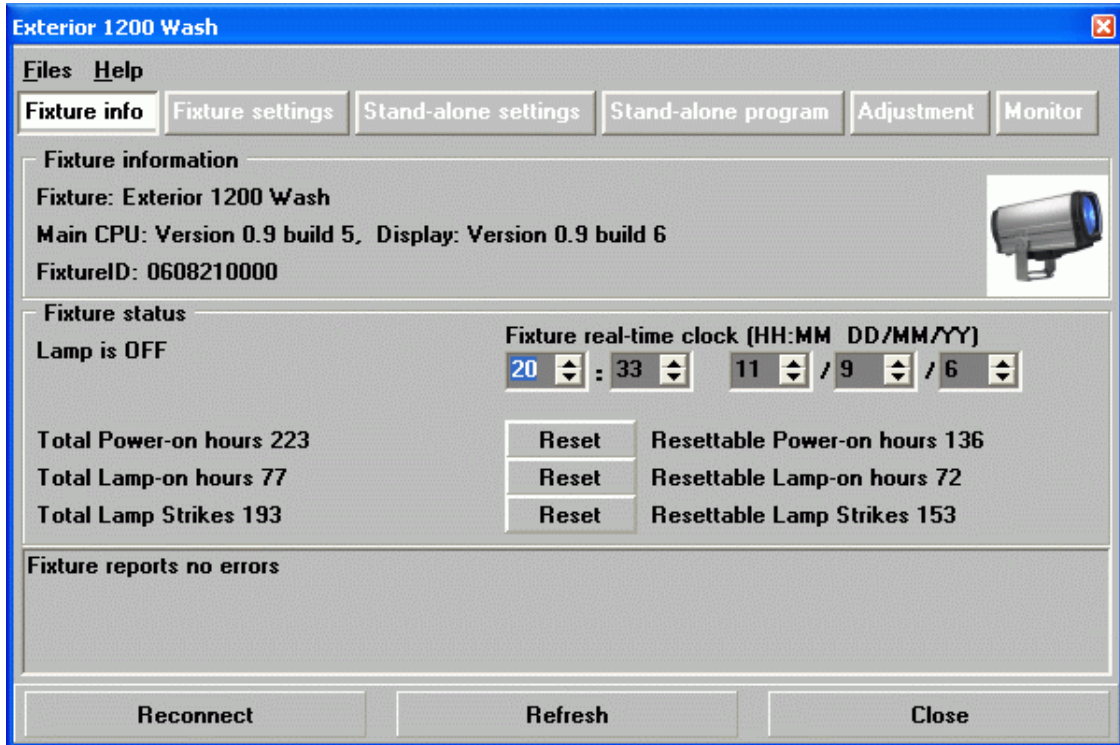 Exterior 1200 Wash
Files Help
Fixture info Fixture settings Stand-alone settings Stand-alone program Adjustment Monitor
Fixture information
Fixture: Exterior 1200 Wash
Main CPU: Version 0.9 build 5, Display: Version 0.9 build 6
FixtureID: 0608210000
Fixture status
Lamp is OFF
Fixture real-time clock (HH:MM DD/MM/YY)
20 : 33 11 / 9 / 6
Total Power-on hours 223 Reset Resettable Power-on hours 136
Total Lamp-on hours 77 Reset Resettable Lamp-on hours 72
Total Lamp Strikes 193 Reset Resettable Lamp Strikes 153
Fixture reports no errors
Reconnect Refresh Close